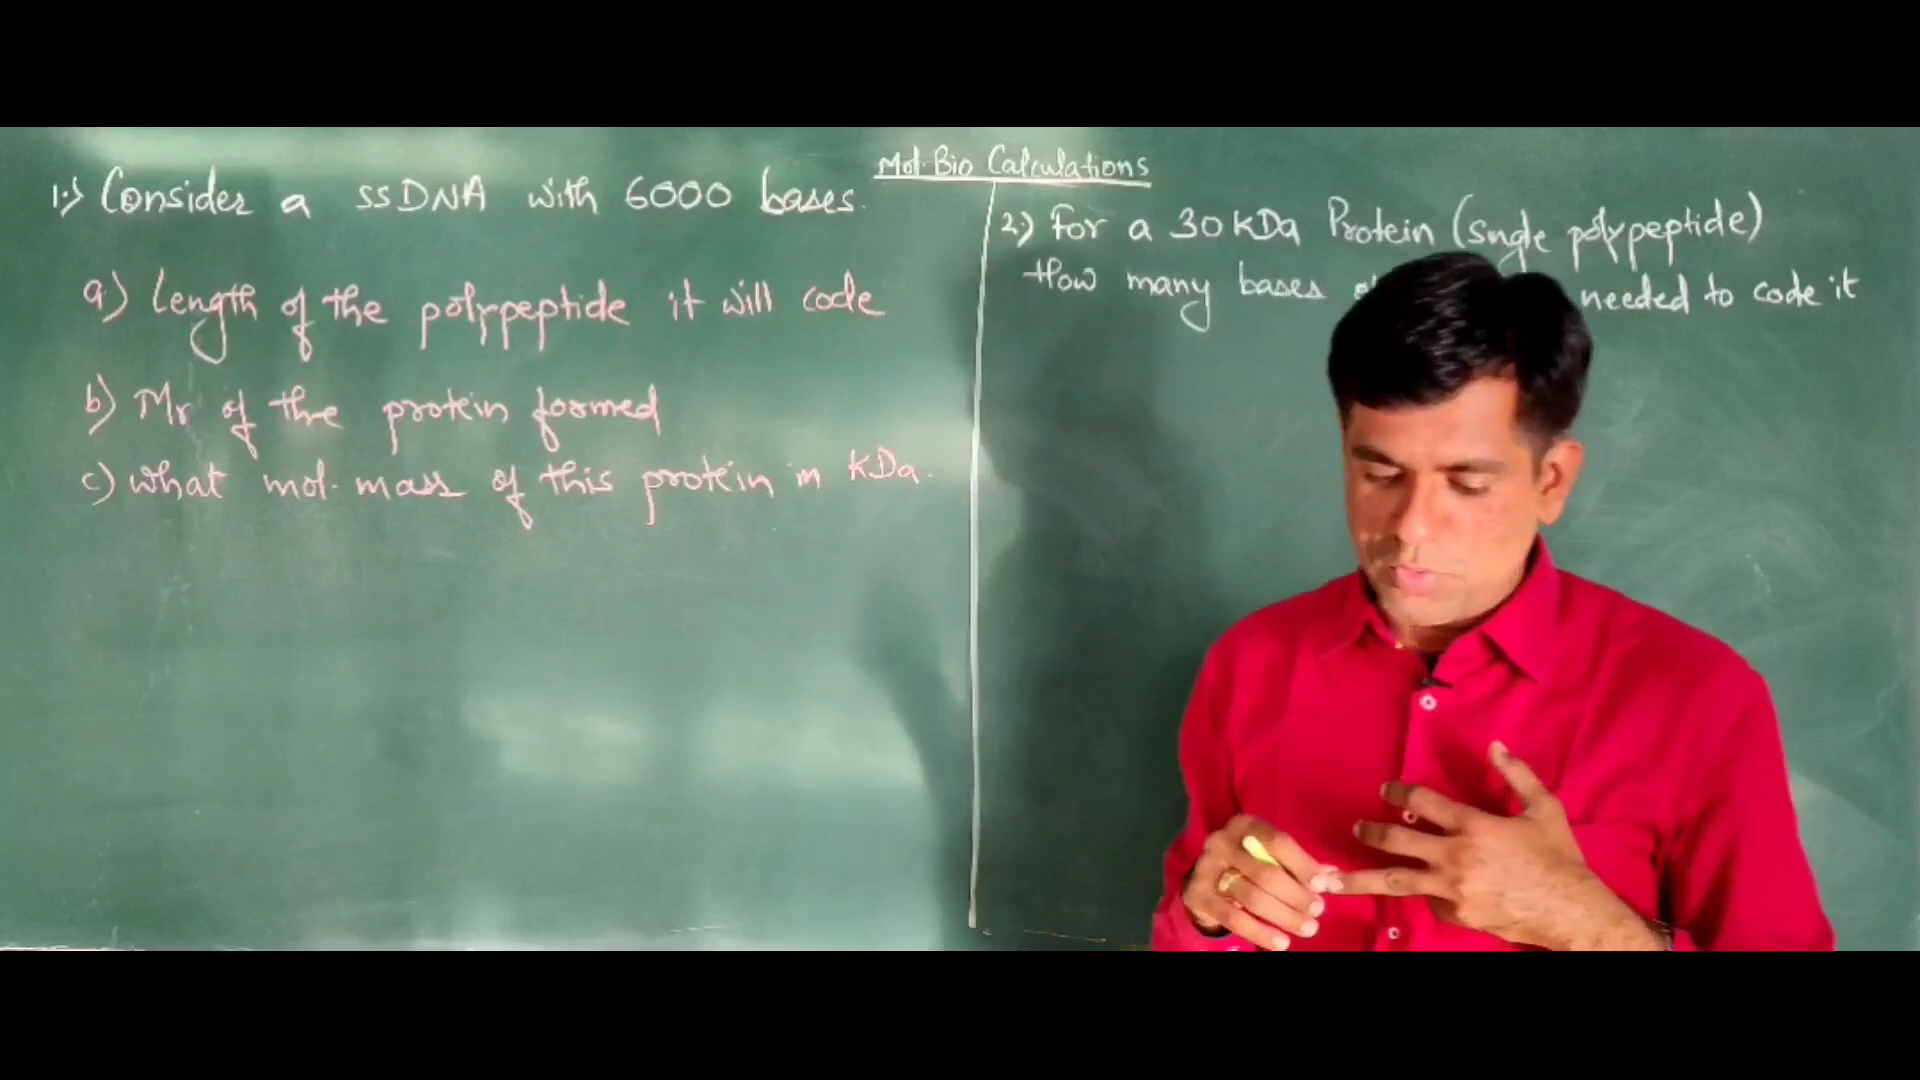 Mol. Bio Calculations
1.) Consider a ssDNA with 6000 bases.
a) Length of the polypeptide it will code
b) Mr of the protein formed
c) what mol. mass of this protein in KDa.
2.) For a 30 KDa Protein (single polypeptide)
How many bases needed to code it